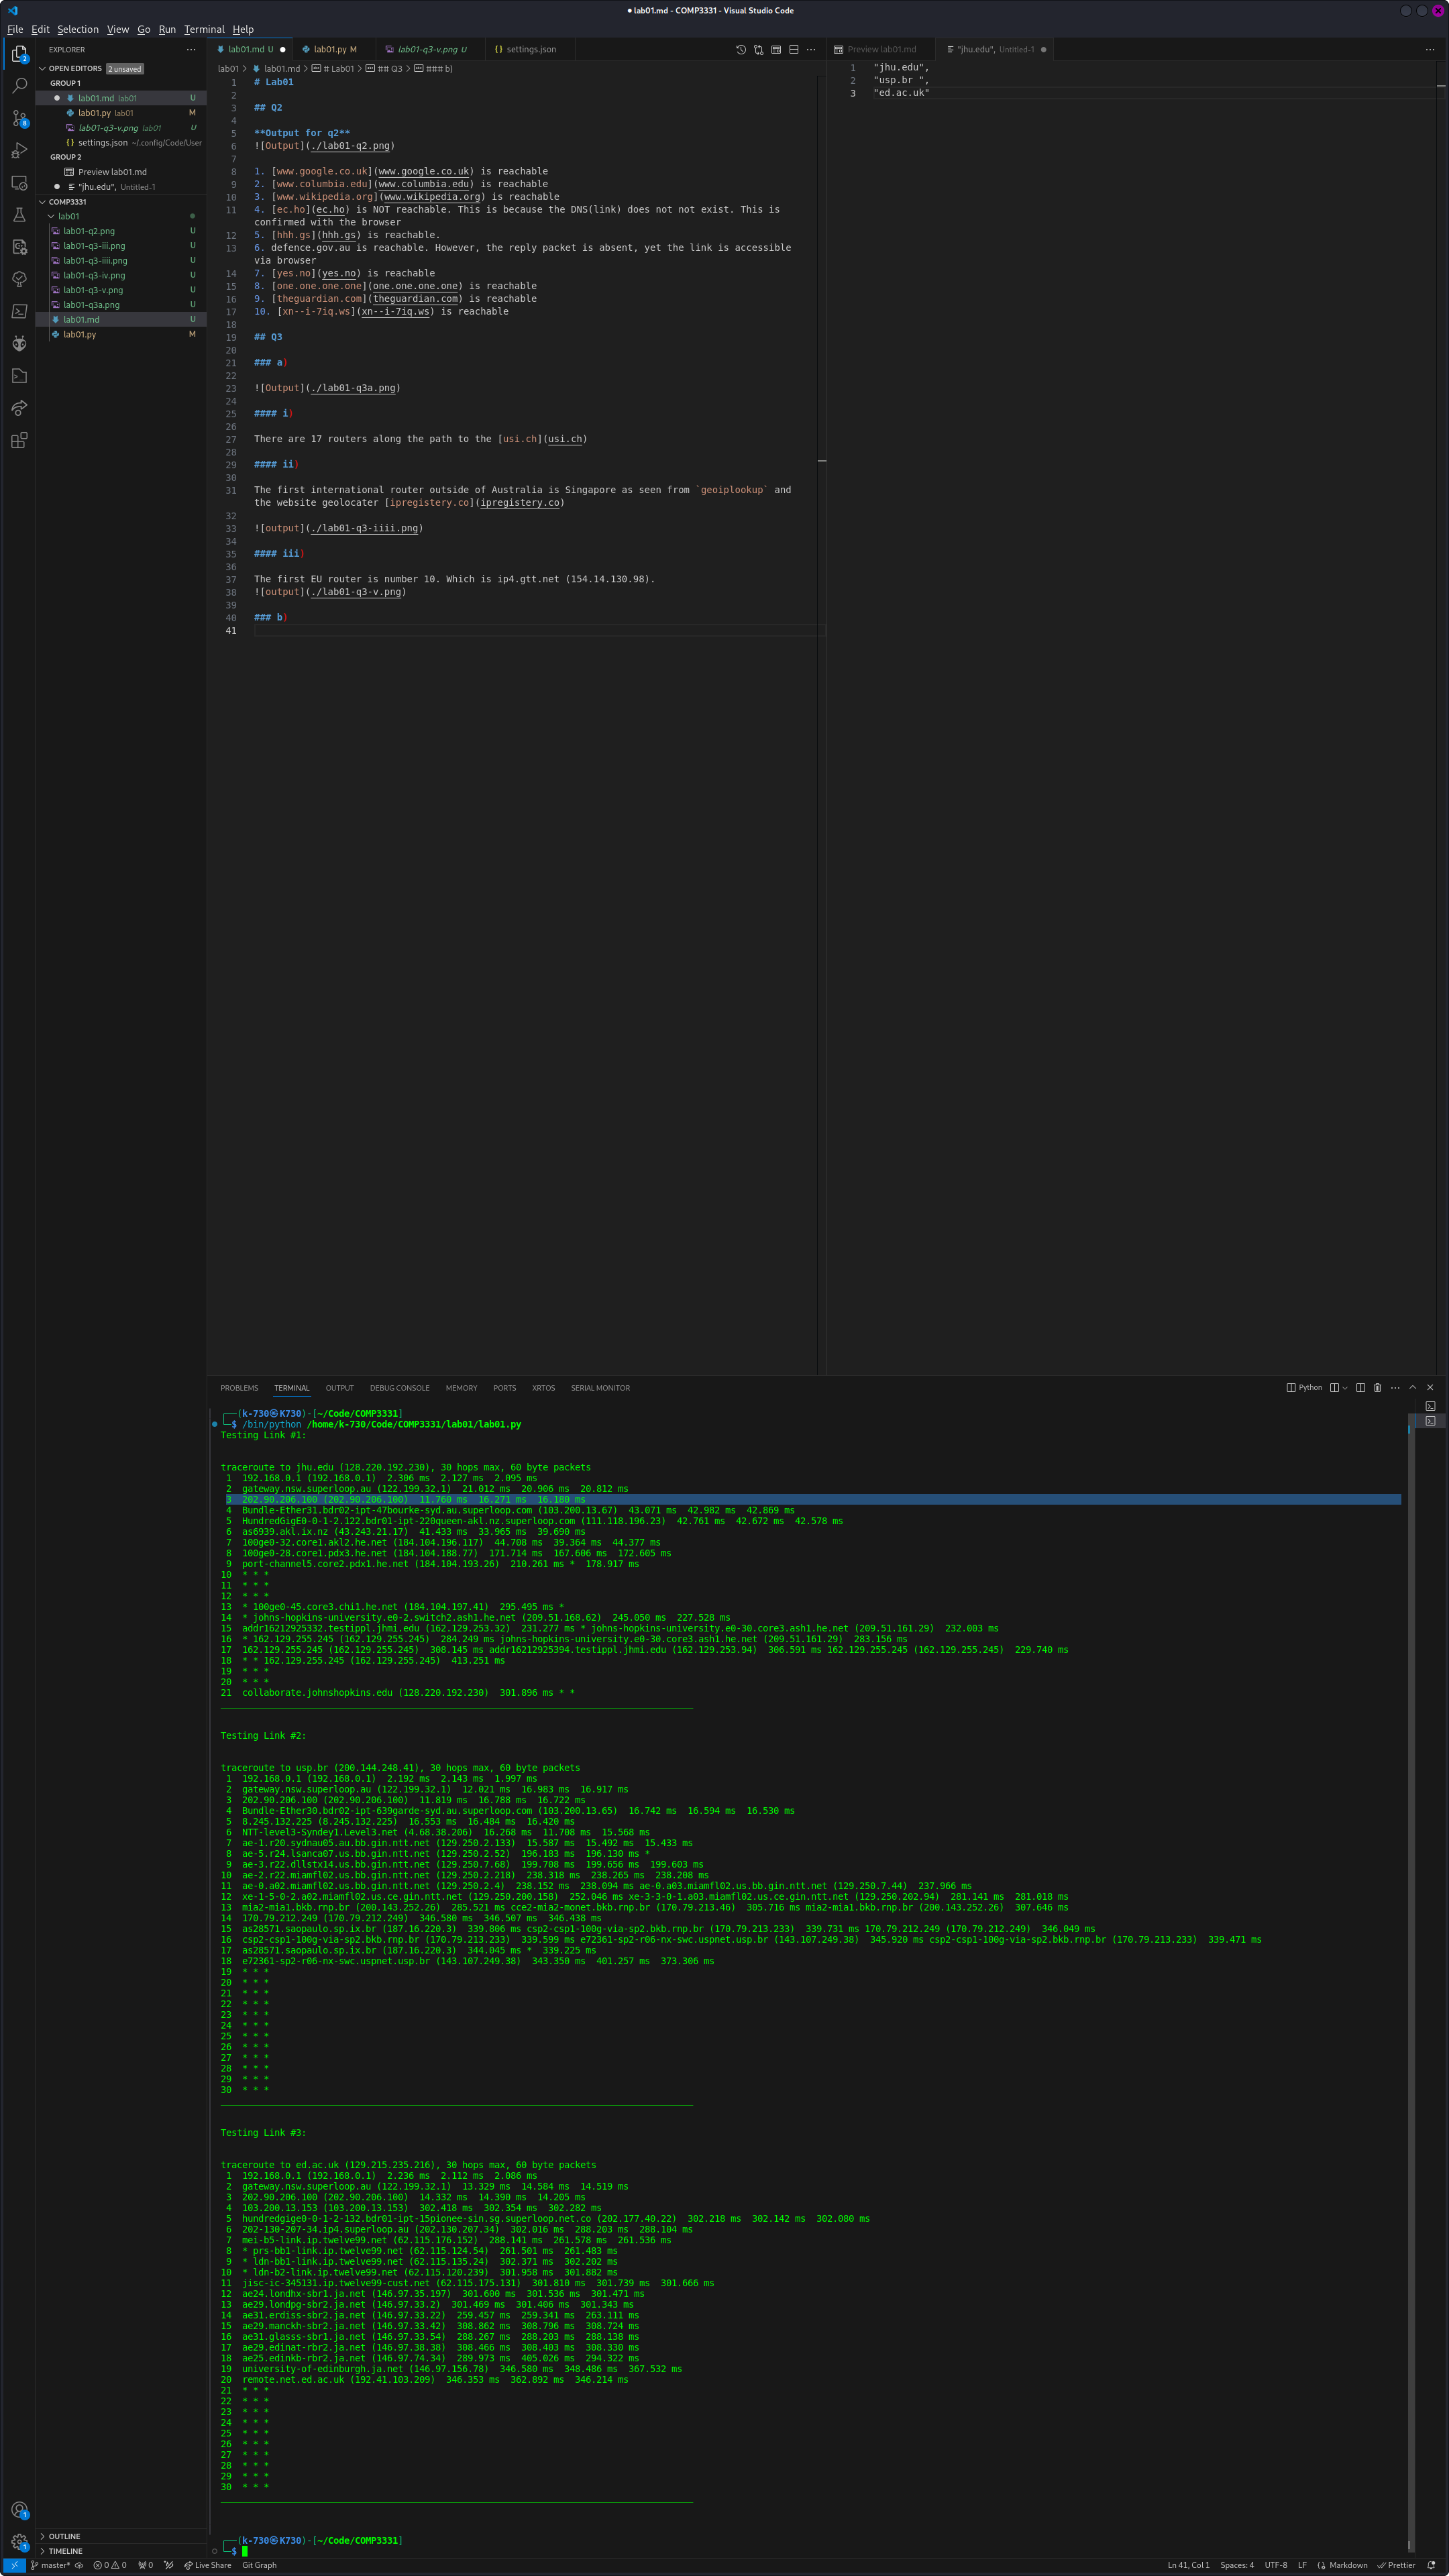 ● lab01.md - COMP3331 - Visual Studio Code
File Edit Selection View Go Run Terminal Help
EXPLORER
OPEN EDITORS 2 unsaved
GROUP 1
lab01.md lab01 U
lab01.py lab01 M
lab01-q3-v.png lab01 U
settings.json ~/.config/Code/User
GROUP 2
Preview lab01.md
"jhu.edu", Untitled-1
COMP3331
lab01
lab01-q2.png U
lab01-q3-iii.png U
lab01-q3-iiii.png U
lab01-q3-iv.png U
lab01-q3-v.png U
lab01-q3a.png U
lab01.md U
lab01.py M
OUTLINE
TIMELINE
lab01.md U lab01.py M lab01-q3-v.png U settings.json
lab01 > lab01.md > # Lab01 > ## Q3 > ### b)
1 # Lab01
2
3 ## Q2
4
5 **Output for q2**
6 ![Output](./lab01-q2.png)
7
8 1. [www.google.co.uk](www.google.co.uk) is reachable
9 2. [www.columbia.edu](www.columbia.edu) is reachable
10 3. [www.wikipedia.org](www.wikipedia.org) is reachable
11 4. [ec.ho](ec.ho) is NOT reachable. This is because the DNS(link) does not not exist. This is
confirmed with the browser
12 5. [hhh.gs](hhh.gs) is reachable.
13 6. defence.gov.au is reachable. However, the reply packet is absent, yet the link is accessible
via browser
14 7. [yes.no](yes.no) is reachable
15 8. [one.one.one.one](one.one.one.one) is reachable
16 9. [theguardian.com](theguardian.com) is reachable
17 10. [xn--i-7iq.ws](xn--i-7iq.ws) is reachable
18
19 ## Q3
20
21 ### a)
22
23 ![Output](./lab01-q3a.png)
24
25 #### i)
26
27 There are 17 routers along the path to the [usi.ch](usi.ch)
28
29 #### ii)
30
31 The first international router outside of Australia is Singapore as seen from `geoiplookup` and
the website geolocater [ipregistery.co](ipregistery.co)
32
33 ![output](./lab01-q3-iiii.png)
34
35 #### iii)
36
37 The first EU router is number 10. Which is ip4.gtt.net (154.14.130.98).
38 ![output](./lab01-q3-v.png)
39
40 ### b)
41
Preview lab01.md "jhu.edu", Untitled-1
1 "jhu.edu",
2 "usp.br ",
3 "ed.ac.uk"
PROBLEMS TERMINAL OUTPUT DEBUG CONSOLE MEMORY PORTS XRTOS SERIAL MONITOR
Python
┌──(k-730㉿K730)-[~/Code/COMP3331]
└─$ /bin/python /home/k-730/Code/COMP3331/lab01/lab01.py
Testing Link #1:
traceroute to jhu.edu (128.220.192.230), 30 hops max, 60 byte packets
1 192.168.0.1 (192.168.0.1) 2.306 ms 2.127 ms 2.095 ms
2 gateway.nsw.superloop.au (122.199.32.1) 21.012 ms 20.906 ms 20.812 ms
3 202.90.206.100 (202.90.206.100) 11.760 ms 16.271 ms 16.180 ms
4 Bundle-Ether31.bdr02-ipt-47bourke-syd.au.superloop.com (103.200.13.67) 43.071 ms 42.982 ms 42.869 ms
5 HundredGigE0-0-1-2.122.bdr01-ipt-220queen-akl.nz.superloop.com (111.118.196.23) 42.761 ms 42.672 ms 42.578 ms
6 as6939.akl.ix.nz (43.243.21.17) 41.433 ms 33.965 ms 39.690 ms
7 100ge0-32.core1.akl2.he.net (184.104.196.117) 44.708 ms 39.364 ms 44.377 ms
8 100ge0-28.core1.pdx3.he.net (184.104.188.77) 171.714 ms 167.606 ms 172.605 ms
9 port-channel5.core2.pdx1.he.net (184.104.193.26) 210.261 ms * 178.917 ms
10 * * *
11 * * *
12 * * *
13 * 100ge0-45.core3.chi1.he.net (184.104.197.41) 295.495 ms *
14 * johns-hopkins-university.e0-2.switch2.ash1.he.net (209.51.168.62) 245.050 ms 227.528 ms
15 addr16212925332.testippl.jhmi.edu (162.129.253.32) 231.277 ms * johns-hopkins-university.e0-30.core3.ash1.he.net (209.51.161.29) 232.003 ms
16 * 162.129.255.245 (162.129.255.245) 284.249 ms johns-hopkins-university.e0-30.core3.ash1.he.net (209.51.161.29) 283.156 ms
17 162.129.255.245 (162.129.255.245) 308.145 ms addr16212925394.testippl.jhmi.edu (162.129.253.94) 306.591 ms 162.129.255.245 (162.129.255.245) 229.740 ms
18 * * 162.129.255.245 (162.129.255.245) 413.251 ms
19 * * *
20 * * *
21 collaborate.johnshopkins.edu (128.220.192.230) 301.896 ms * *
Testing Link #2:
traceroute to usp.br (200.144.248.41), 30 hops max, 60 byte packets
1 192.168.0.1 (192.168.0.1) 2.192 ms 2.143 ms 1.997 ms
2 gateway.nsw.superloop.au (122.199.32.1) 12.021 ms 16.983 ms 16.917 ms
3 202.90.206.100 (202.90.206.100) 11.819 ms 16.788 ms 16.722 ms
4 Bundle-Ether30.bdr02-ipt-639garde-syd.au.superloop.com (103.200.13.65) 16.742 ms 16.594 ms 16.530 ms
5 8.245.132.225 (8.245.132.225) 16.553 ms 16.484 ms 16.420 ms
6 NTT-level3-Syndey1.Level3.net (4.68.38.206) 16.268 ms 11.708 ms 15.568 ms
7 ae-1.r20.sydnau05.au.bb.gin.ntt.net (129.250.2.133) 15.587 ms 15.492 ms 15.433 ms
8 ae-5.r24.lsanca07.us.bb.gin.ntt.net (129.250.2.52) 196.183 ms 196.130 ms *
9 ae-3.r22.dllstx14.us.bb.gin.ntt.net (129.250.7.68) 199.708 ms 199.656 ms 199.603 ms
10 ae-2.r22.miamfl02.us.bb.gin.ntt.net (129.250.2.218) 238.318 ms 238.265 ms 238.208 ms
11 ae-0.a02.miamfl02.us.bb.gin.ntt.net (129.250.2.4) 238.152 ms 238.094 ms ae-0.a03.miamfl02.us.bb.gin.ntt.net (129.250.7.44) 237.966 ms
12 xe-1-5-0-2.a02.miamfl02.us.ce.gin.ntt.net (129.250.200.158) 252.046 ms xe-3-3-0-1.a03.miamfl02.us.ce.gin.ntt.net (129.250.202.94) 281.141 ms 281.018 ms
13 mia2-mia1.bkb.rnp.br (200.143.252.26) 285.521 ms cce2-mia2-monet.bkb.rnp.br (170.79.213.46) 305.716 ms mia2-mia1.bkb.rnp.br (200.143.252.26) 307.646 ms
14 170.79.212.249 (170.79.212.249) 346.580 ms 346.507 ms 346.438 ms
15 as28571.saopaulo.sp.ix.br (187.16.220.3) 339.806 ms csp2-csp1-100g-via-sp2.bkb.rnp.br (170.79.213.233) 339.731 ms 170.79.212.249 (170.79.212.249) 346.049 ms
16 csp2-csp1-100g-via-sp2.bkb.rnp.br (170.79.213.233) 339.599 ms e72361-sp2-r06-nx-swc.uspnet.usp.br (143.107.249.38) 345.920 ms csp2-csp1-100g-via-sp2.bkb.rnp.br (170.79.213.233) 339.471 ms
17 as28571.saopaulo.sp.ix.br (187.16.220.3) 344.045 ms * 339.225 ms
18 e72361-sp2-r06-nx-swc.uspnet.usp.br (143.107.249.38) 343.350 ms 401.257 ms 373.306 ms
19 * * *
20 * * *
21 * * *
22 * * *
23 * * *
24 * * *
25 * * *
26 * * *
27 * * *
28 * * *
29 * * *
30 * * *
Testing Link #3:
traceroute to ed.ac.uk (129.215.235.216), 30 hops max, 60 byte packets
1 192.168.0.1 (192.168.0.1) 2.236 ms 2.112 ms 2.086 ms
2 gateway.nsw.superloop.au (122.199.32.1) 13.329 ms 14.584 ms 14.519 ms
3 202.90.206.100 (202.90.206.100) 14.332 ms 14.390 ms 14.205 ms
4 103.200.13.153 (103.200.13.153) 302.418 ms 302.354 ms 302.282 ms
5 hundredgige0-0-1-2-132.bdr01-ipt-15pionee-sin.sg.superloop.net.co (202.177.40.22) 302.218 ms 302.142 ms 302.080 ms
6 202-130-207-34.ip4.superloop.au (202.130.207.34) 302.016 ms 288.203 ms 288.104 ms
7 mei-b5-link.ip.twelve99.net (62.115.176.152) 288.141 ms 261.578 ms 261.536 ms
8 * prs-bb1-link.ip.twelve99.net (62.115.124.54) 261.501 ms 261.483 ms
9 * ldn-bb1-link.ip.twelve99.net (62.115.135.24) 302.371 ms 302.202 ms
10 * ldn-b2-link.ip.twelve99.net (62.115.120.239) 301.958 ms 301.882 ms
11 jisc-ic-345131.ip.twelve99-cust.net (62.115.175.131) 301.810 ms 301.739 ms 301.666 ms
12 ae24.londhx-sbr1.ja.net (146.97.35.197) 301.600 ms 301.536 ms 301.471 ms
13 ae29.londpg-sbr2.ja.net (146.97.33.2) 301.469 ms 301.406 ms 301.343 ms
14 ae31.erdiss-sbr2.ja.net (146.97.33.22) 259.457 ms 259.341 ms 263.111 ms
15 ae29.manckh-sbr2.ja.net (146.97.33.42) 308.862 ms 308.796 ms 308.724 ms
16 ae31.glasss-sbr1.ja.net (146.97.33.54) 288.267 ms 288.203 ms 288.138 ms
17 ae29.edinat-rbr2.ja.net (146.97.38.38) 308.466 ms 308.403 ms 308.330 ms
18 ae25.edinkb-rbr2.ja.net (146.97.74.34) 289.973 ms 405.026 ms 294.322 ms
19 university-of-edinburgh.ja.net (146.97.156.78) 346.580 ms 348.486 ms 367.532 ms
20 remote.net.ed.ac.uk (192.41.103.209) 346.353 ms 362.892 ms 346.214 ms
21 * * *
22 * * *
23 * * *
24 * * *
25 * * *
26 * * *
27 * * *
28 * * *
29 * * *
30 * * *
┌──(k-730㉿K730)-[~/Code/COMP3331]
└─$
master* 0 0 0 Live Share Git Graph Ln 41, Col 1 Spaces: 4 UTF-8 LF Markdown Prettier